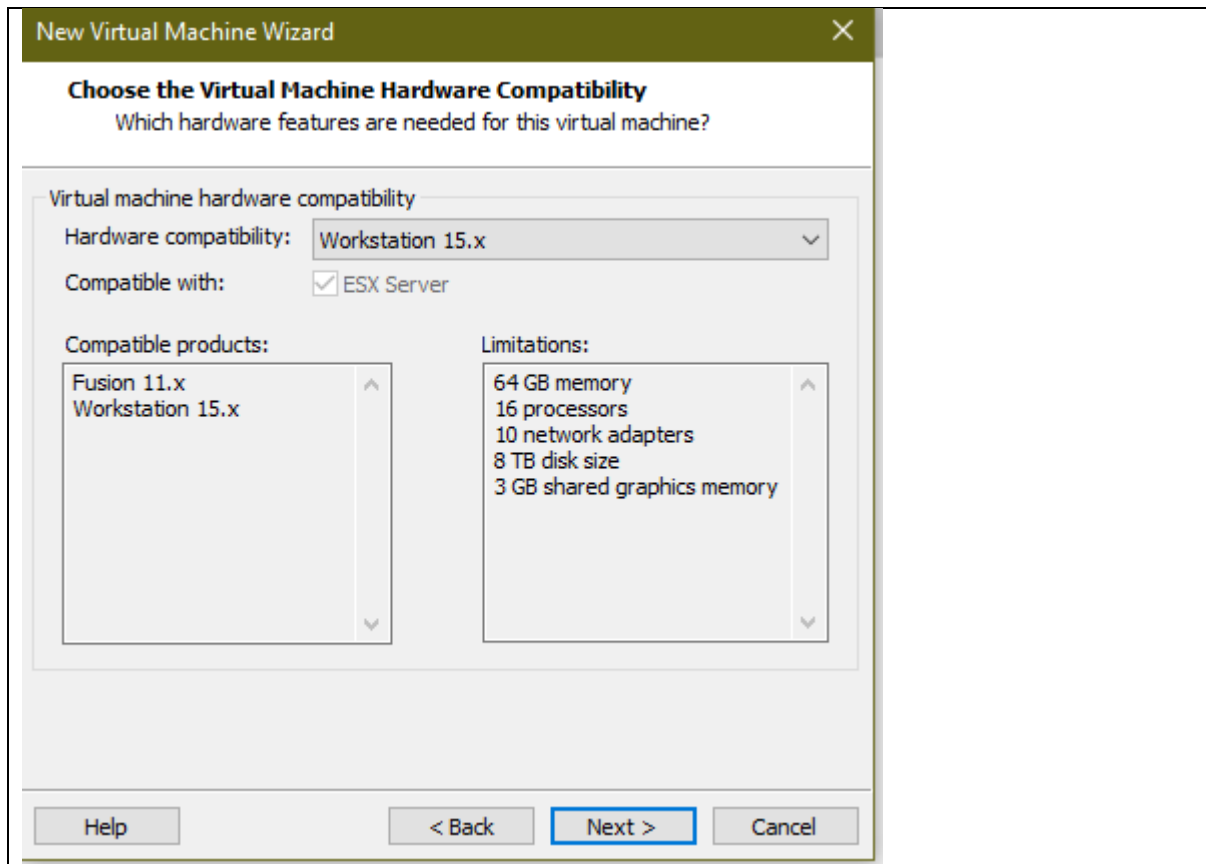 New Virtual Machine Wizard
Choose the Virtual Machine Hardware Compatibility
Which hardware features are needed for this virtual machine?
Virtual machine hardware compatibility
Hardware compatibility: Workstation 15.x
Compatible with: ESX Server
Compatible products:
Fusion 11.x
Workstation 15.x
Limitations:
64 GB memory
16 processors
10 network adapters
8 TB disk size
3 GB shared graphics memory
Help < Back Next > Cancel